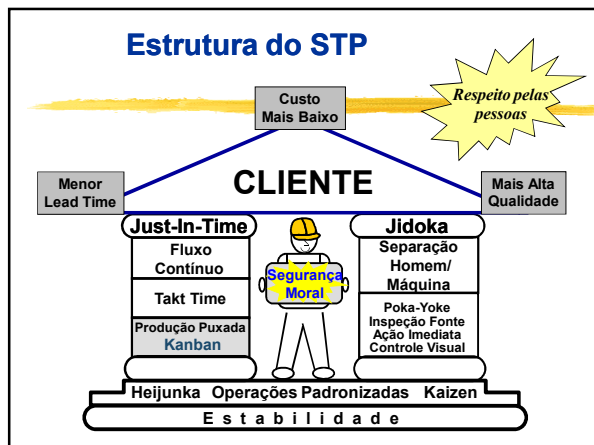 Estrutura do STP
Custo
Mais Baixo
Respeito pelas
pessoas
Menor
Lead Time
CLIENTE
Mais Alta
Qualidade
Just-In-Time
Fluxo
Contínuo
Takt Time
Produção Puxada
Kanban
Segurança
Moral
Jidoka
Separação
Homem/
Máquina
Poka-Yoke
Inspeção Fonte
Ação Imediata
Controle Visual
Heijunka Operações Padronizadas Kaizen
Estabilidade